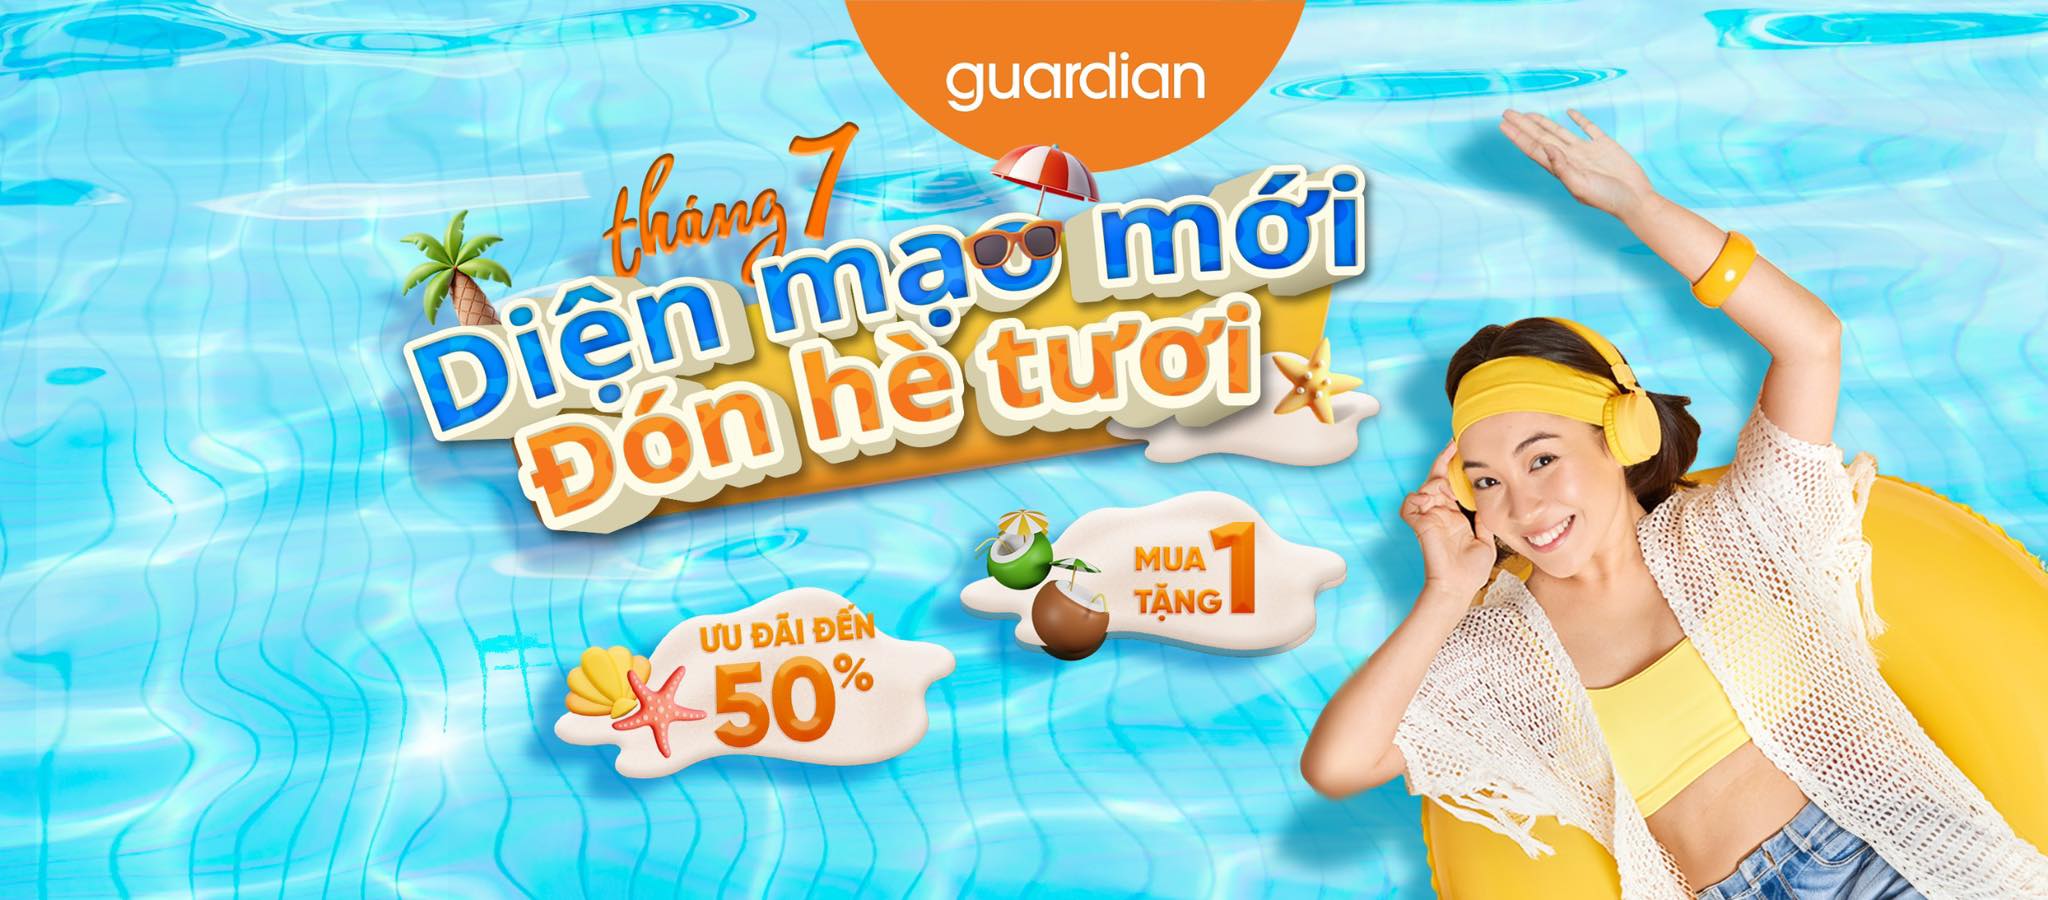 guardian
tháng 7
Diện mạo mới
Đón hè tươi
MUA 1
TẶNG
ƯU ĐÃI ĐẾN
50%